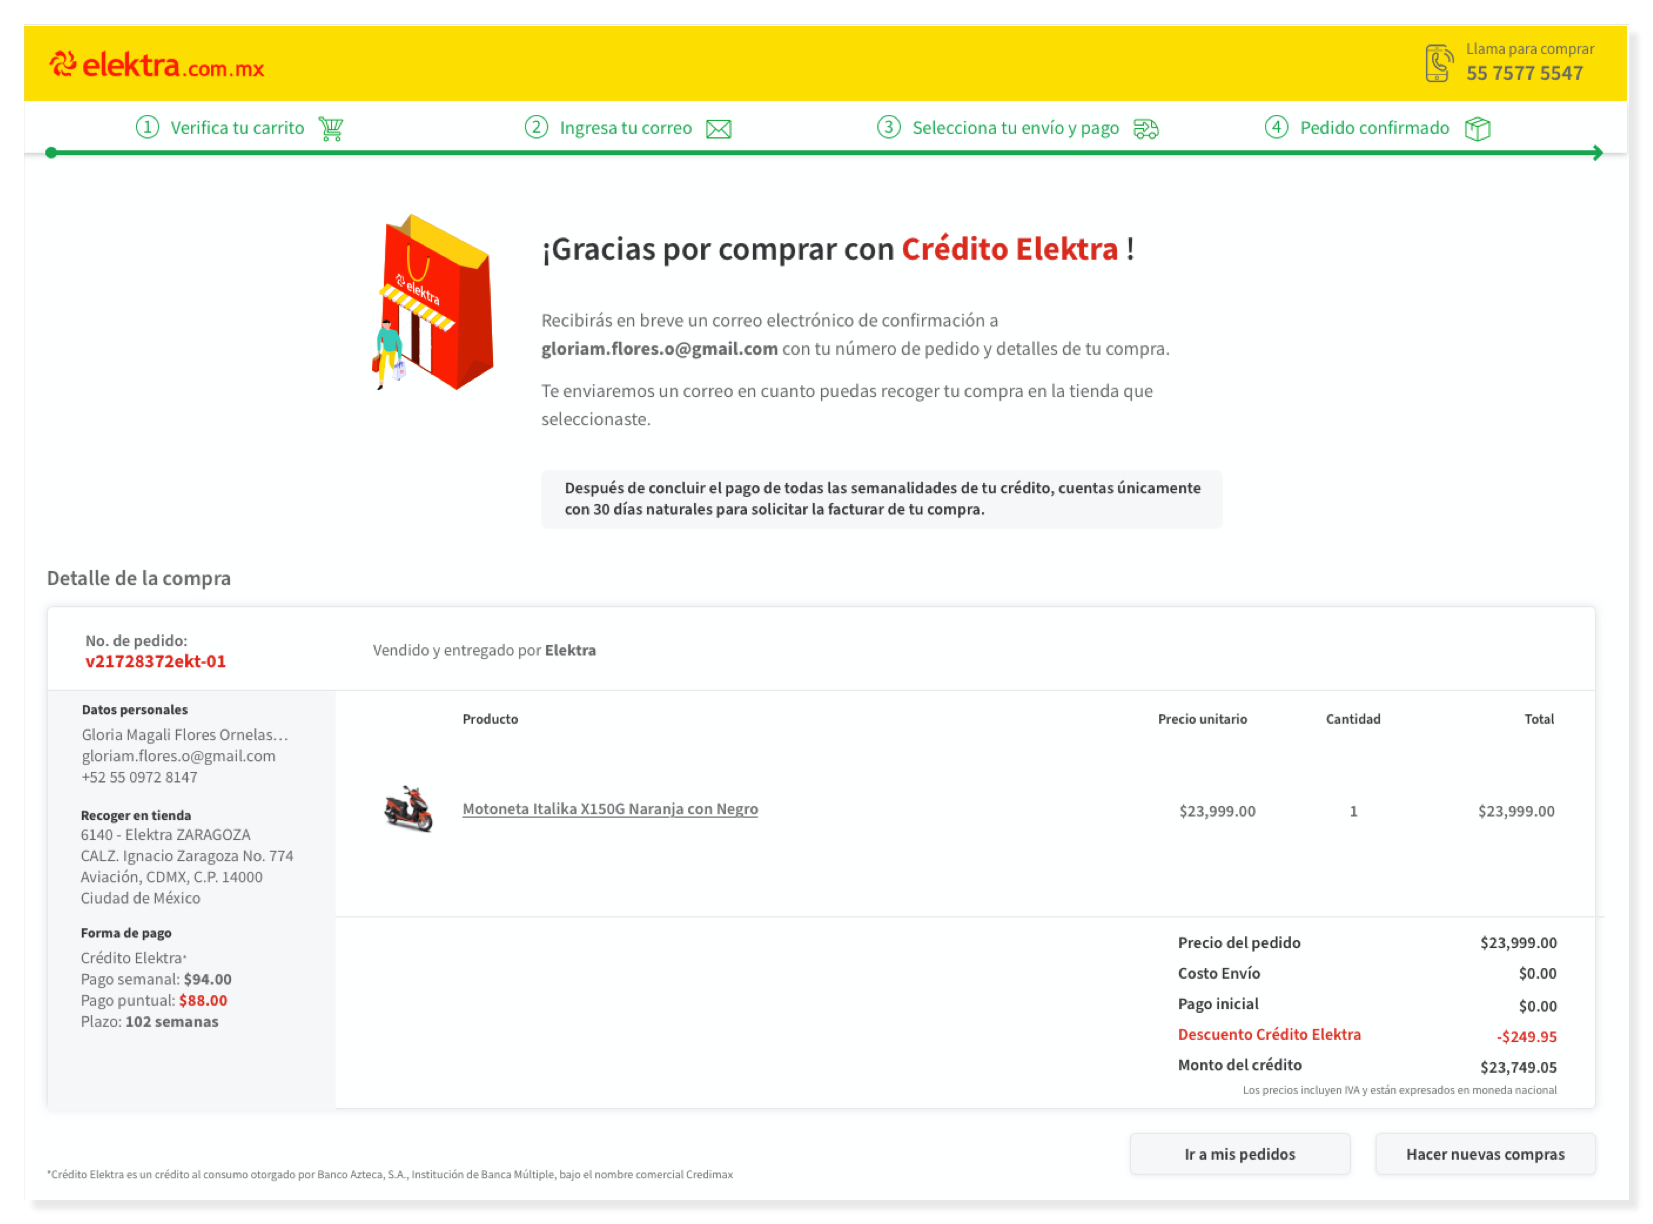 elektra.com.mx
Llama para comprar
55 7577 5547
1 Verifica tu carrito
2 Ingresa tu correo
3 Selecciona tu envío y pago
4 Pedido confirmado
elektra
¡Gracias por comprar con Crédito Elektra !
Recibirás en breve un correo electrónico de confirmación a
gloriam.flores.o@gmail.com con tu número de pedido y detalles de tu compra.
Te enviaremos un correo en cuanto puedas recoger tu compra en la tienda que
seleccionaste.
Después de concluir el pago de todas las semanalidades de tu crédito, cuentas únicamente
con 30 días naturales para solicitar la facturar de tu compra.
Detalle de la compra
No. de pedido:
v21728372ekt-01
Vendido y entregado por Elektra
Datos personales
Gloria Magali Flores Ornelas...
gloriam.flores.o@gmail.com
+52 55 0972 8147
Recoger en tienda
6140 - Elektra ZARAGOZA
CALZ. Ignacio Zaragoza No. 774
Aviación, CDMX, C.P. 14000
Ciudad de México
Forma de pago
Crédito Elektra*
Pago semanal: $94.00
Pago puntual: $88.00
Plazo: 102 semanas
Producto Precio unitario Cantidad Total
Motoneta Italika X150G Naranja con Negro $23,999.00 1 $23,999.00
Precio del pedido $23,999.00
Costo Envío $0.00
Pago inicial $0.00
Descuento Crédito Elektra -$249.95
Monto del crédito $23,749.05
Los precios incluyen IVA y están expresados en moneda nacional
Ir a mis pedidos
Hacer nuevas compras
*Crédito Elektra es un crédito al consumo otorgado por Banco Azteca, S.A., Institución de Banca Múltiple, bajo el nombre comercial Credimax